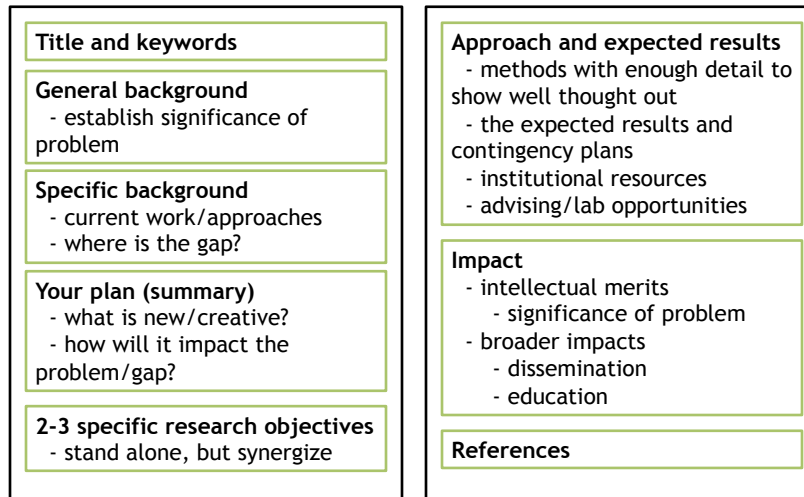 Title and keywords
General background
- establish significance of
problem
Specific background
- current work/approaches
- where is the gap?
Your plan (summary)
- what is new/creative?
- how will it impact the
problem/gap?
2-3 specific research objectives
- stand alone, but synergize
Approach and expected results
- methods with enough detail to
show well thought out
- the expected results and
contingency plans
- institutional resources
- advising/lab opportunities
Impact
- intellectual merits
- significance of problem
- broader impacts
- dissemination
- education
References